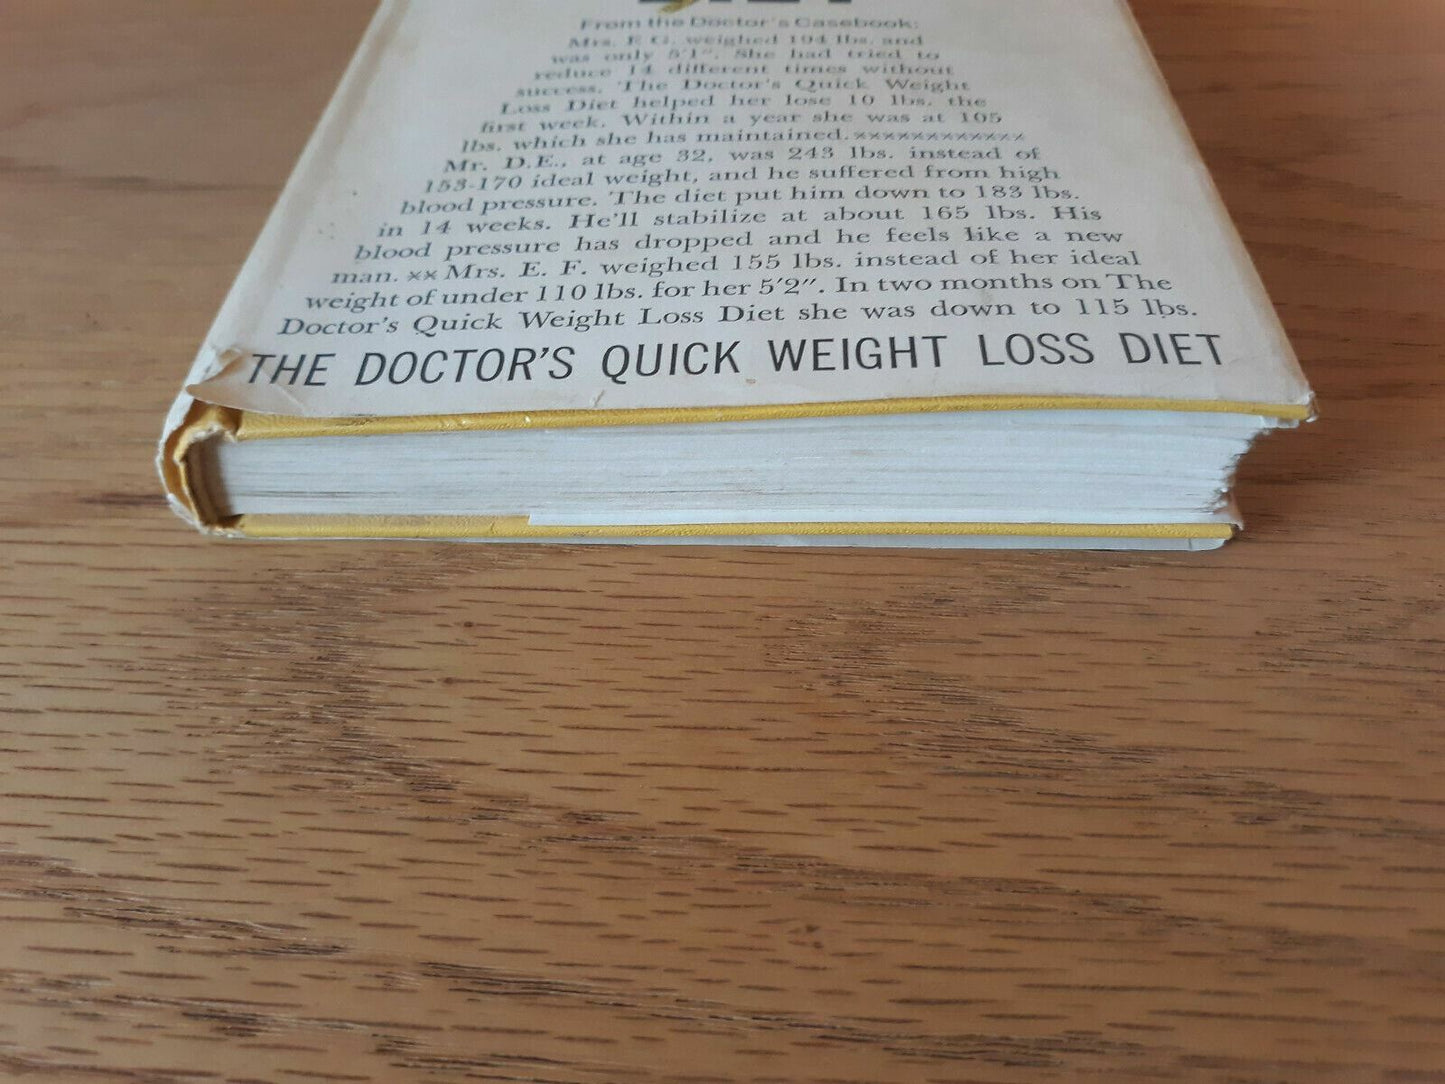 DIET
From the Doctor's Casebook:
Mrs. F. G. weighed 194 lbs. and
was only 5'1". She had tried to
reduce 14 different times without
success. The Doctor's Quick Weight
Loss Diet helped her lose 10 lbs. the
first week. Within a year she was at 105
lbs. which she has maintained.××××××××××××
Mr. D.E., at age 32, was 243 lbs. instead of
153-170 ideal weight, and he suffered from high
blood pressure. The diet put him down to 183 lbs.
in 14 weeks. He'll stabilize at about 165 lbs. His
blood pressure has dropped and he feels like a new
man.××Mrs. E. F. weighed 155 lbs. instead of her ideal
weight of under 110 lbs. for her 5'2". In two months on The
Doctor's Quick Weight Loss Diet she was down to 115 lbs.
THE DOCTOR'S QUICK WEIGHT LOSS DIET